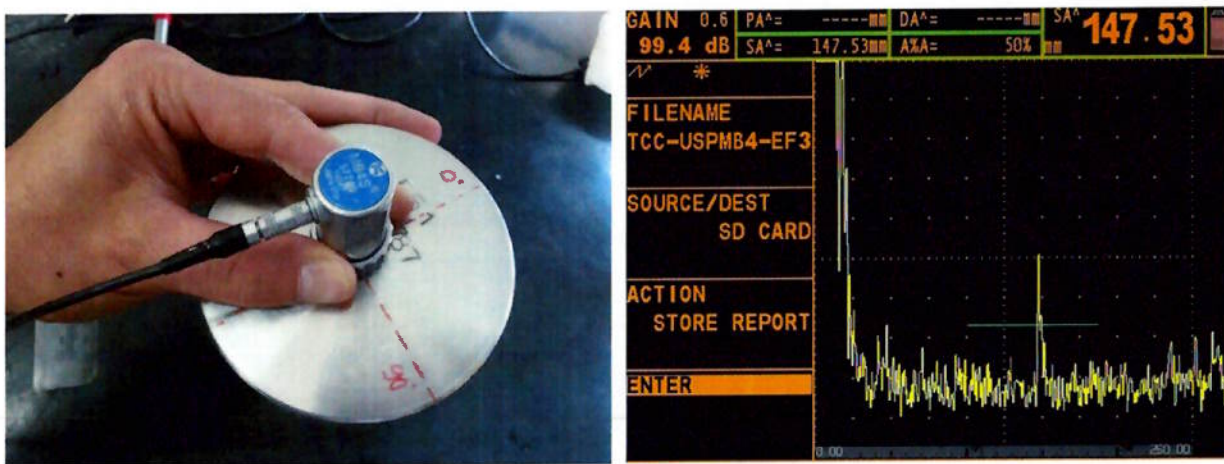 0.
GAIN 0.6
99.4 dB
PA^= -----mm DA^= -----mm
SA^= 147.53mm A%A= 50%
SA^
mm 147.53
FILENAME
TCC-USPMB4-EF3
SOURCE/DEST
SD CARD
ACTION
STORE REPORT
ENTER
0.00 250.00